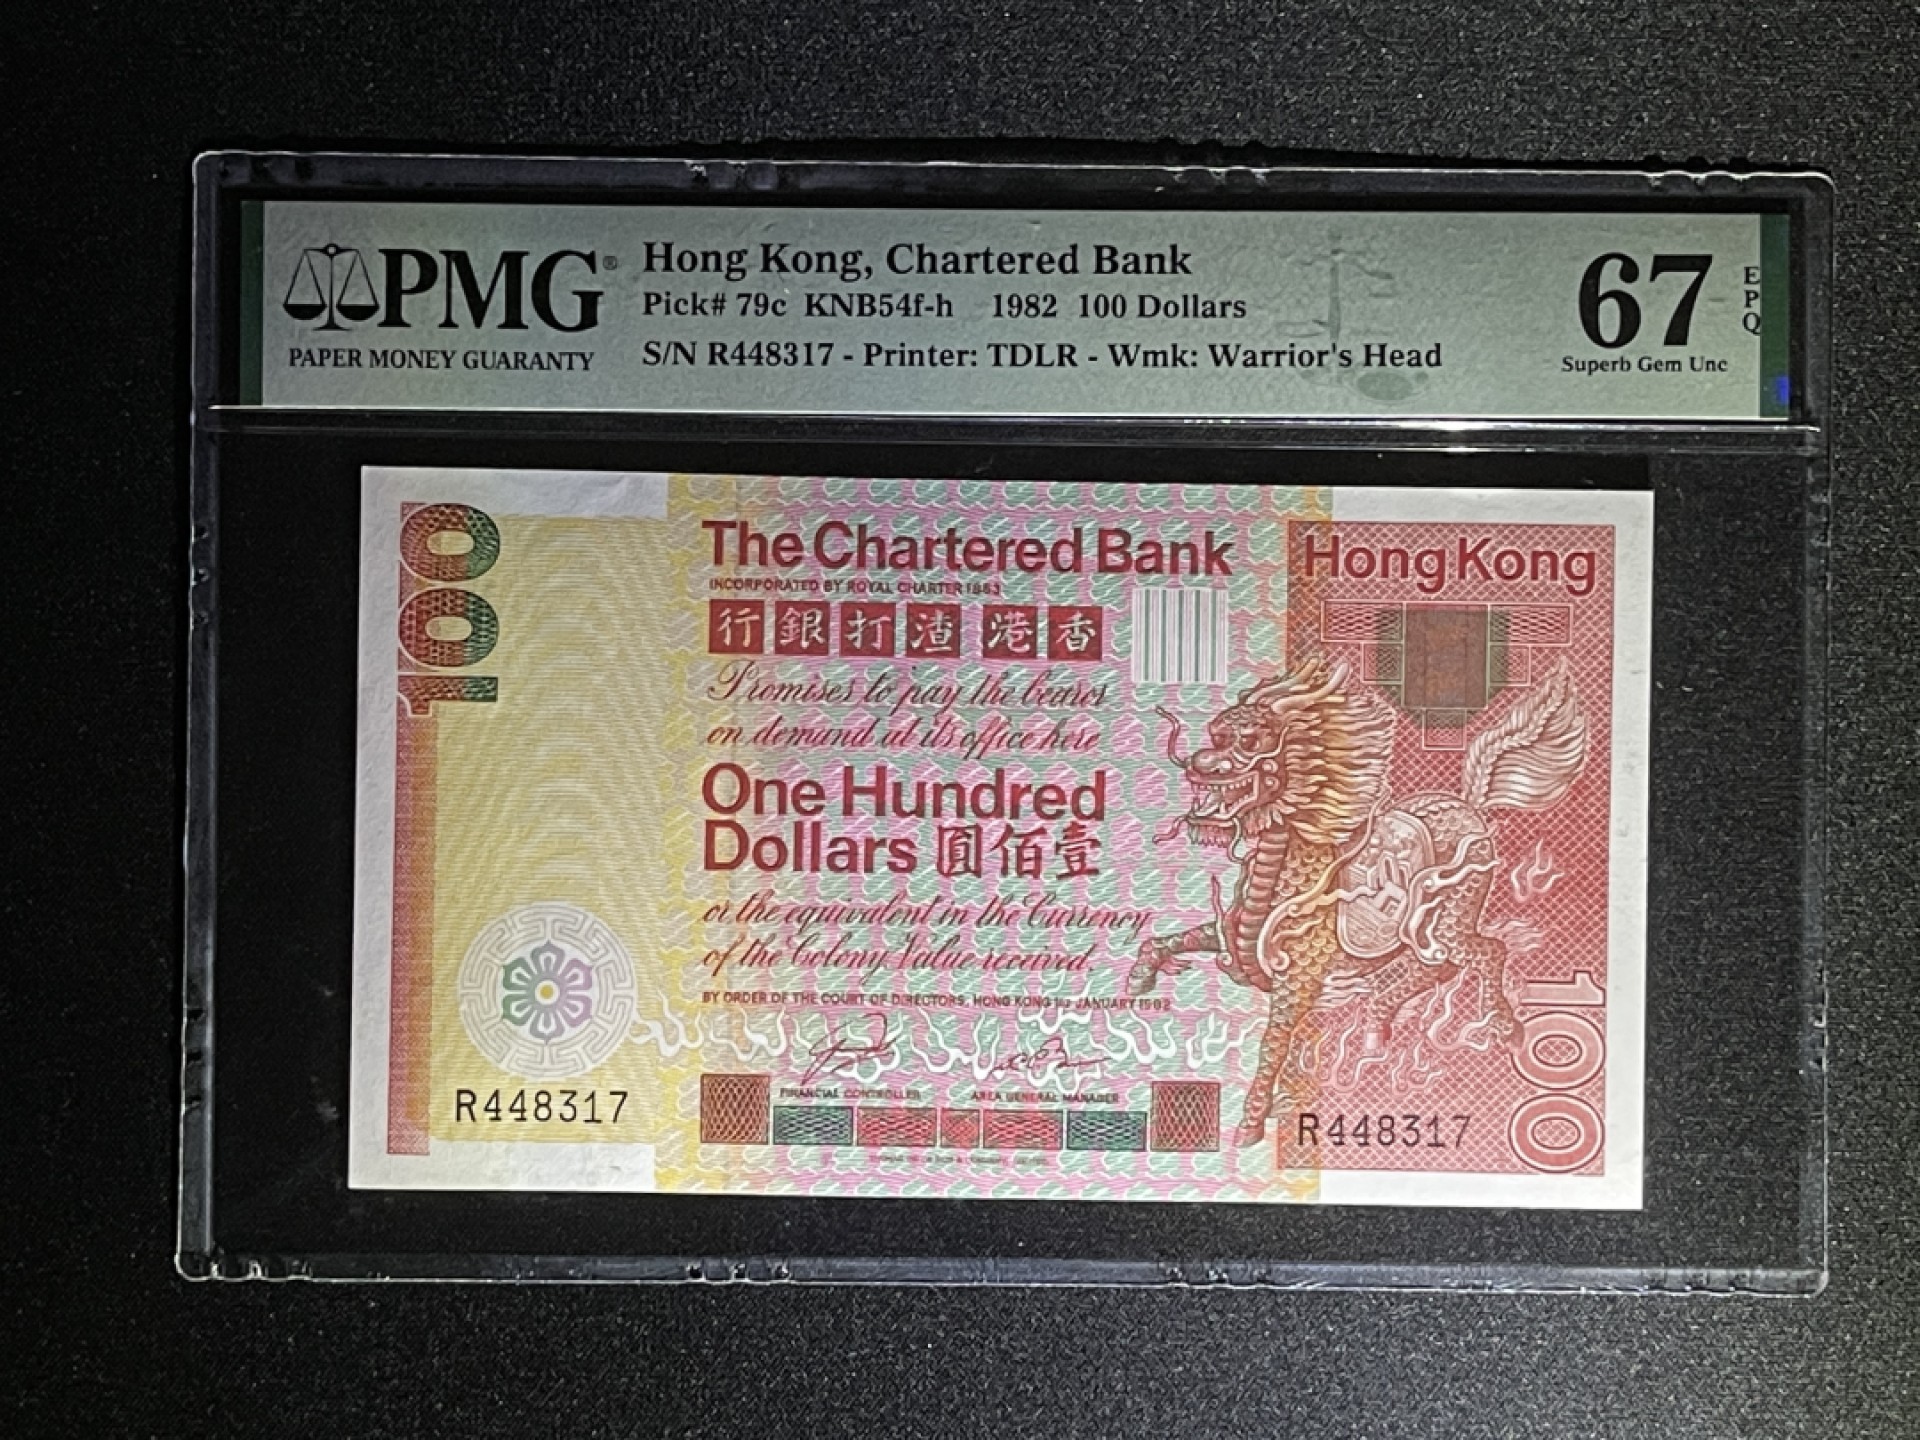 PMG®
PAPER MONEY GUARANTY
Hong Kong, Chartered Bank
Pick# 79c KNB54f-h 1982 100 Dollars
S/N R448317 - Printer: TDLR - Wmk: Warrior's Head
67
EPQ
Superb Gem Unc
100
The Chartered Bank
INCORPORATED BY ROYAL CHARTER 1853
行銀打渣港香
Promises to pay the bearer
on demand at its office here
One Hundred
Dollars 圓佰壹
or the equivalent in the Currency
of the Colony Value received.
BY ORDER OF THE COURT OF DIRECTORS, HONG KONG 1ST JANUARY 1982
FINANCIAL CONTROLLER
AREA GENERAL MANAGER
R448317
Hong Kong
100
R448317